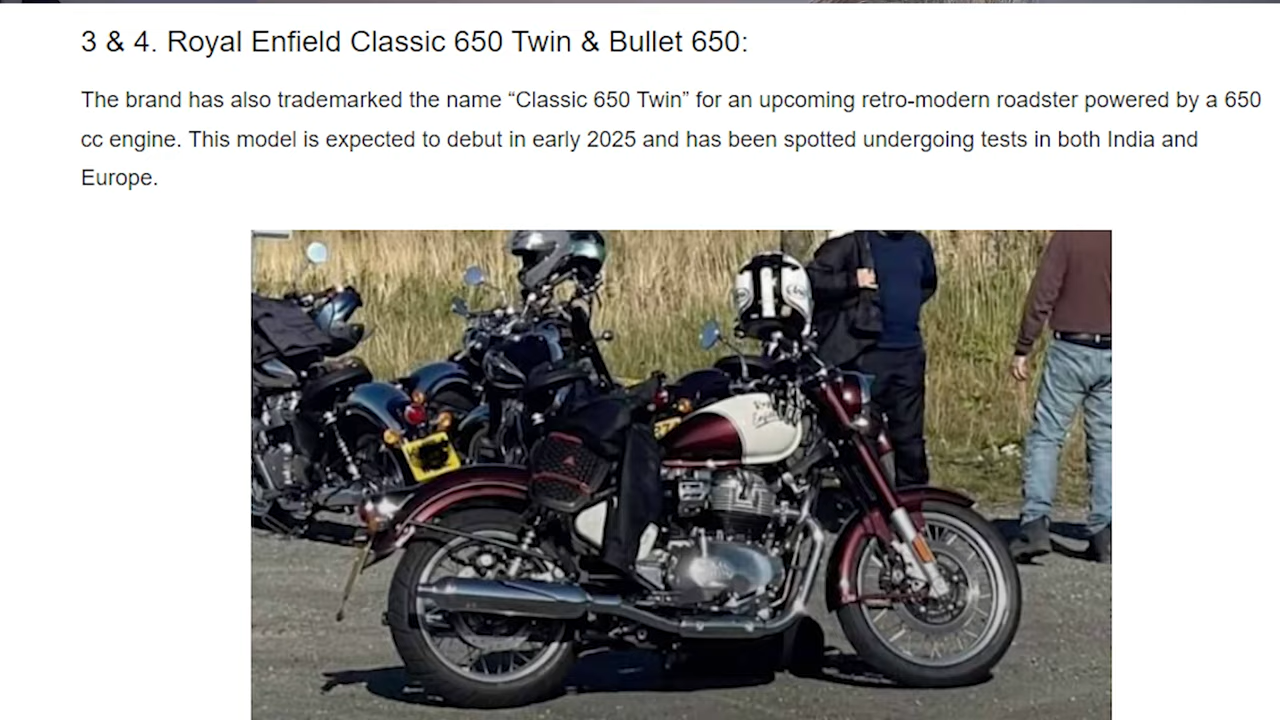 3 & 4. Royal Enfield Classic 650 Twin & Bullet 650:
The brand has also trademarked the name “Classic 650 Twin” for an upcoming retro-modern roadster powered by a 650
cc engine. This model is expected to debut in early 2025 and has been spotted undergoing tests in both India and
Europe.
Royal
Enfield